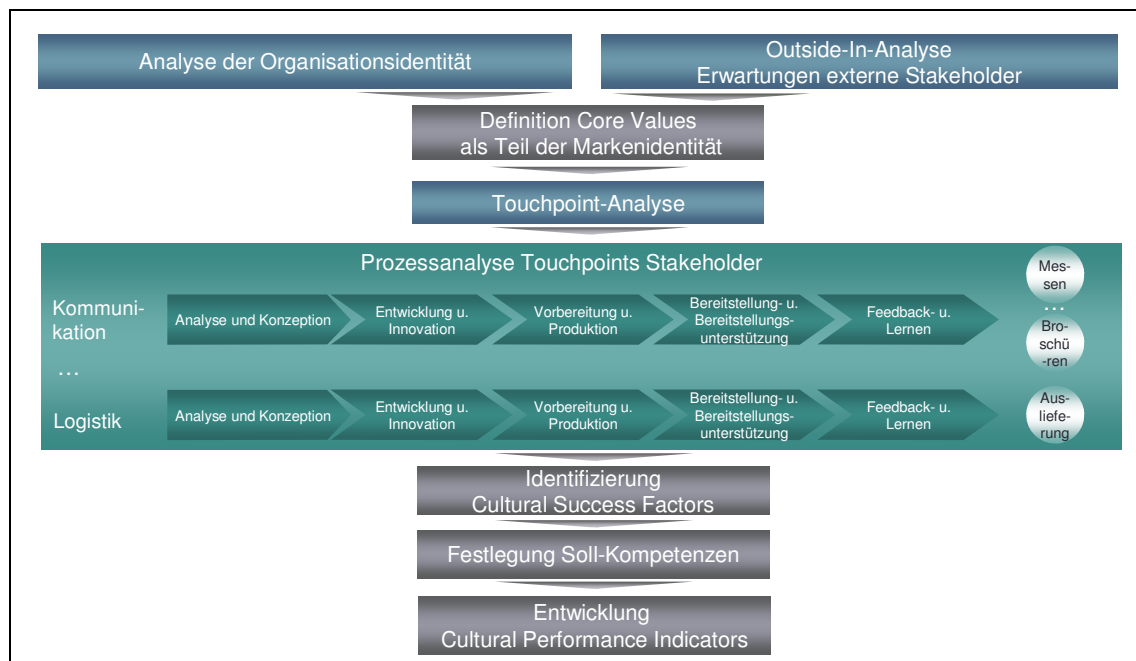 Analyse der Organisationsidentität
Outside-In-Analyse
Erwartungen externe Stakeholder
Definition Core Values
als Teil der Markenidentität
Touchpoint-Analyse
Prozessanalyse Touchpoints Stakeholder
Kommuni-
kation
Analyse und Konzeption
Entwicklung u.
Innovation
Vorbereitung u.
Produktion
Bereitstellung- u.
Bereitstellungs-
unterstützung
Feedback- u.
Lernen
Mes-
sen
...
Bro-
schü
-ren
...
Logistik
Analyse und Konzeption
Entwicklung u.
Innovation
Vorbereitung u.
Produktion
Bereitstellung- u.
Bereitstellungs-
unterstützung
Feedback- u.
Lernen
Aus-
liefe-
rung
Identifizierung
Cultural Success Factors
Festlegung Soll-Kompetenzen
Entwicklung
Cultural Performance Indicators